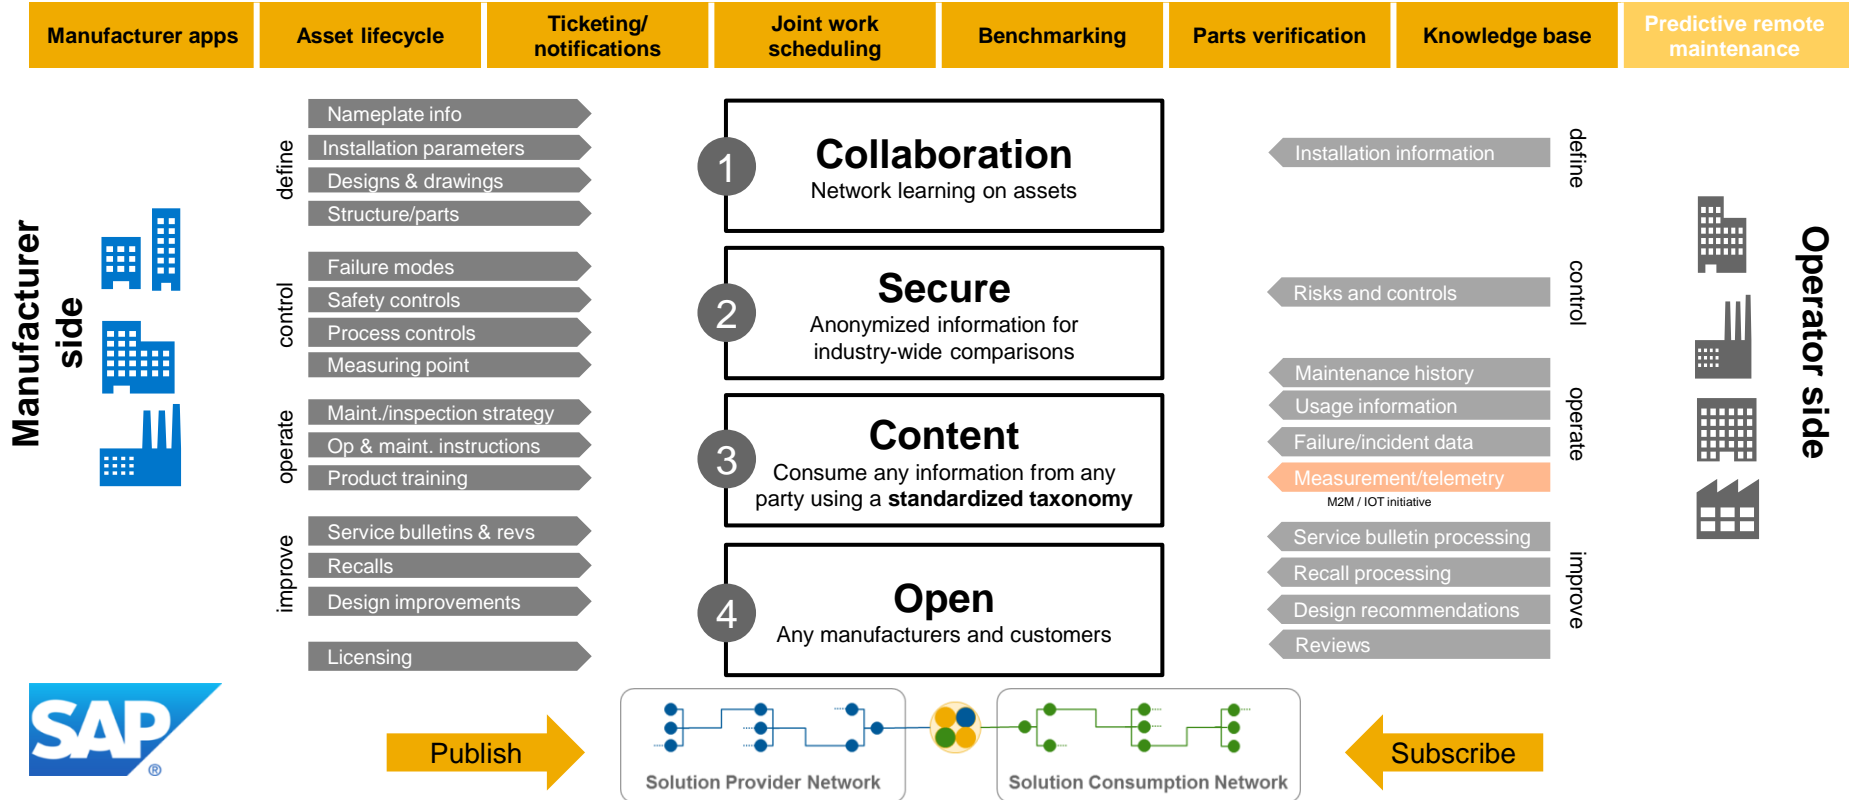 Manufacturer apps
Asset lifecycle
Ticketing/
notifications
Joint work
scheduling
Benchmarking
Parts verification
Knowledge base
Predictive remote
maintenance
Manufacturer
side
define
Nameplate info
Installation parameters
Designs & drawings
Structure/parts
control
Failure modes
Safety controls
Process controls
Measuring point
operate
Maint./inspection strategy
Op & maint. instructions
Product training
improve
Service bulletins & revs
Recalls
Design improvements
Licensing
1
Collaboration
Network learning on assets
2
Secure
Anonymized information for
industry-wide comparisons
3
Content
Consume any information from any
party using a standardized taxonomy
4
Open
Any manufacturers and customers
define
Installation information
control
Risks and controls
operate
Maintenance history
Usage information
Failure/incident data
Measurement/telemetry
M2M / IOT initiative
improve
Service bulletin processing
Recall processing
Design recommendations
Reviews
Operator side
SAP
®
Publish
Solution Provider Network
Solution Consumption Network
Subscribe